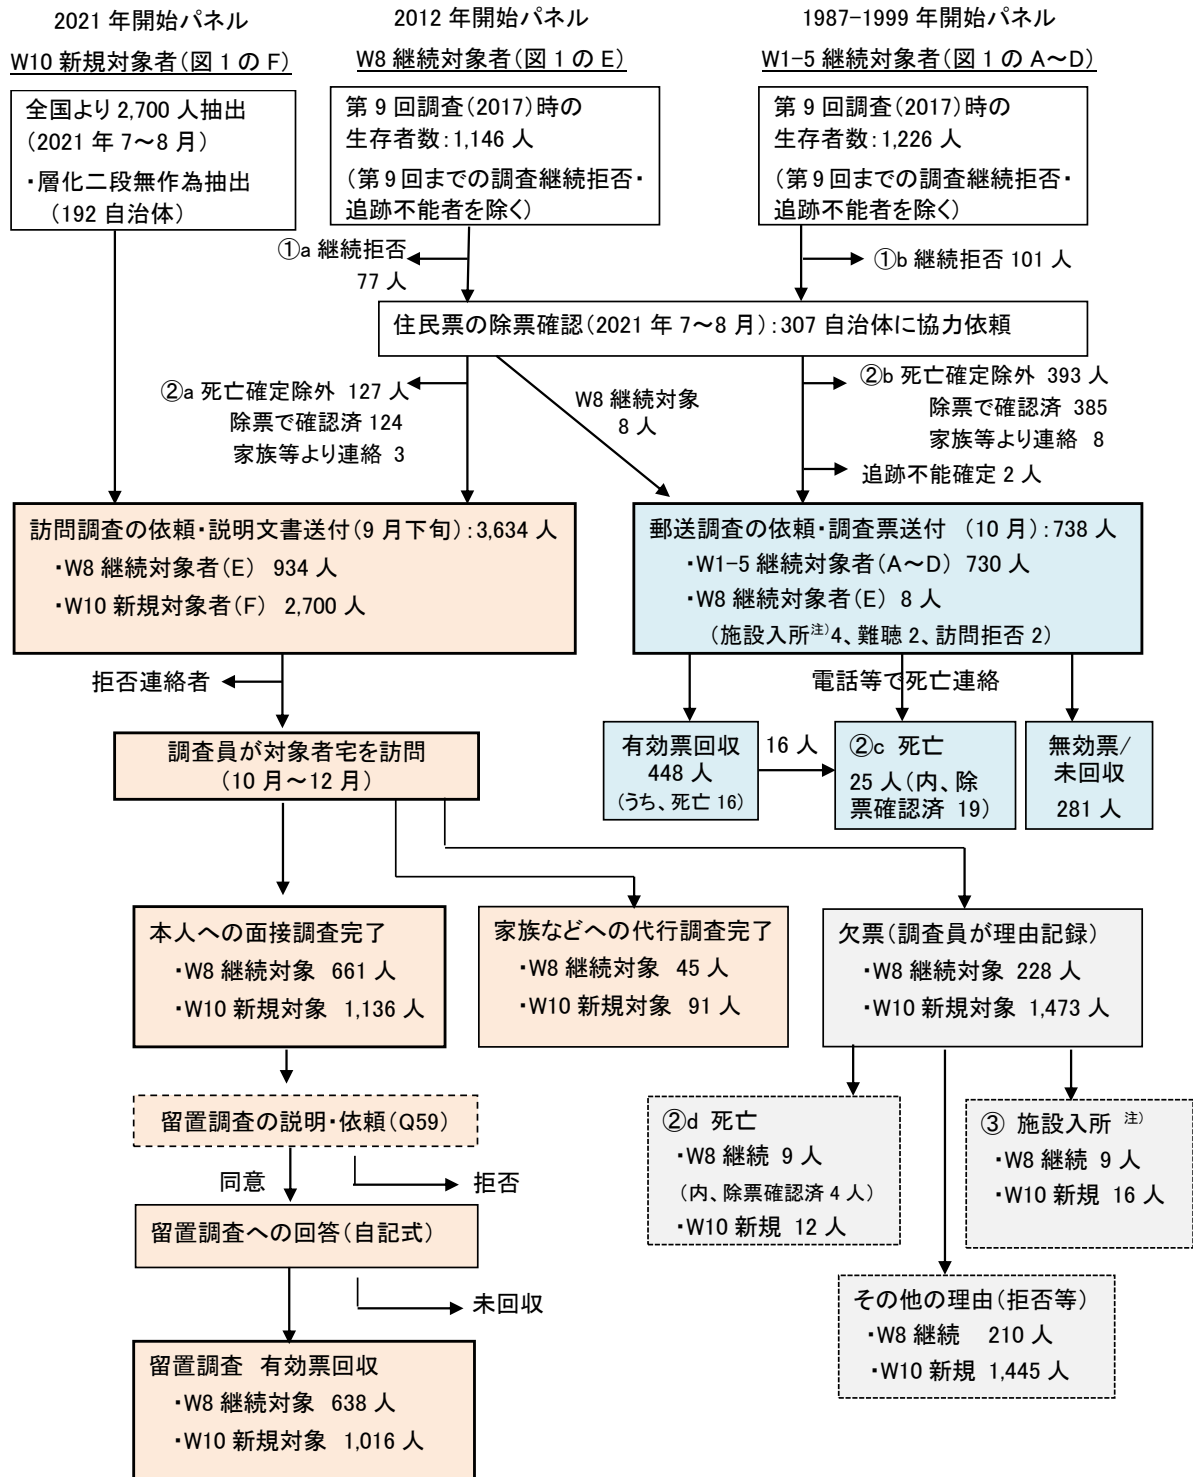 2021 年開始パネル
W10 新規対象者(図 1 の F)
2012 年開始パネル
W8 継続対象者(図 1 の E)
1987-1999 年開始パネル
W1-5 継続対象者(図 1 の A～D)
全国より 2,700 人抽出
(2021 年 7～8 月)
・層化二段無作為抽出
(192 自治体)
第 9 回調査(2017)時の
生存者数:1,146 人
(第 9 回までの調査継続拒否・
追跡不能者を除く)
第 9 回調査(2017)時の
生存者数:1,226 人
(第 9 回までの調査継続拒否・
追跡不能者を除く)
①a 継続拒否
77 人
①b 継続拒否 101 人
住民票の除票確認(2021 年 7～8 月):307 自治体に協力依頼
②a 死亡確定除外 127 人
除票で確認済 124
家族等より連絡 3
W8 継続対象
8 人
②b 死亡確定除外 393 人
除票で確認済 385
家族等より連絡 8
追跡不能確定 2 人
訪問調査の依頼・説明文書送付(9 月下旬):3,634 人
・W8 継続対象者(E) 934 人
・W10 新規対象者(F) 2,700 人
郵送調査の依頼・調査票送付 (10 月):738 人
・W1-5 継続対象者(A～D) 730 人
・W8 継続対象者(E) 8 人
(施設入所注)4、難聴 2、訪問拒否 2)
拒否連絡者
電話等で死亡連絡
調査員が対象者宅を訪問
(10 月～12 月)
有効票回収
448 人
(うち、死亡 16)
16 人
②c 死亡
25 人(内、除
票確認済 19)
無効票/
未回収
281 人
本人への面接調査完了
・W8 継続対象 661 人
・W10 新規対象 1,136 人
家族などへの代行調査完了
・W8 継続対象 45 人
・W10 新規対象 91 人
欠票(調査員が理由記録)
・W8 継続対象 228 人
・W10 新規対象 1,473 人
留置調査の説明・依頼(Q59)
同意
拒否
②d 死亡
・W8 継続 9 人
(内、除票確認済 4 人)
・W10 新規 12 人
③ 施設入所 注)
・W8 継続 9 人
・W10 新規 16 人
留置調査への回答(自記式)
未回収
その他の理由(拒否等)
・W8 継続 210 人
・W10 新規 1,445 人
留置調査 有効票回収
・W8 継続対象 638 人
・W10 新規対象 1,016 人